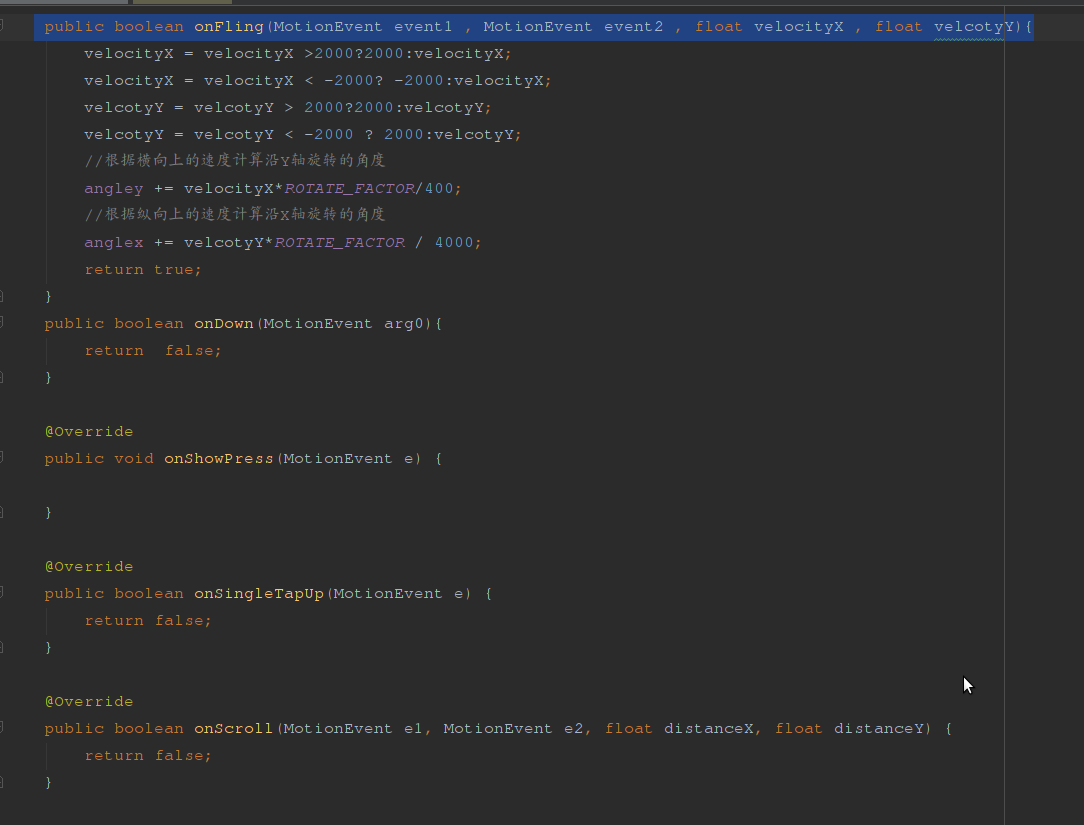 public boolean onFling(MotionEvent event1 , MotionEvent event2 , float velocityX , float velcotyY){
velocityX = velocityX >2000?2000:velocityX;
velocityX = velocityX < -2000? -2000:velocityX;
velcotyY = velcotyY > 2000?2000:velcotyY;
velcotyY = velcotyY < -2000 ? 2000:velcotyY;
//根据横向上的速度计算沿Y轴旋转的角度
angley += velocityX*ROTATE_FACTOR/400;
//根据纵向上的速度计算沿X轴旋转的角度
anglex += velcotyY*ROTATE_FACTOR / 4000;
return true;
}
public boolean onDown(MotionEvent arg0){
return  false;
}
@Override
public void onShowPress(MotionEvent e) {
}
@Override
public boolean onSingleTapUp(MotionEvent e) {
return false;
}
@Override
public boolean onScroll(MotionEvent e1, MotionEvent e2, float distanceX, float distanceY) {
return false;
}